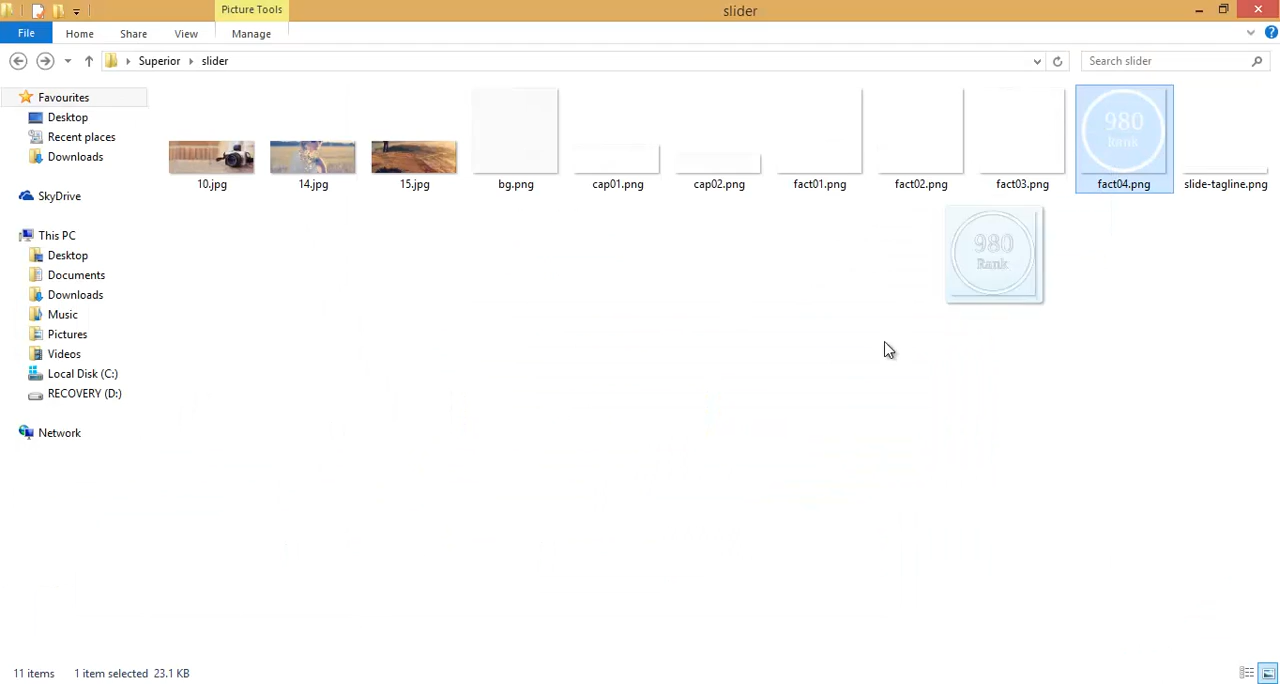 Picture Tools
slider
File
Home
Share
View
Manage
Superior
slider
Search slider
Favourites
Desktop
Recent places
Downloads
SkyDrive
This PC
Desktop
Documents
Downloads
Music
Pictures
Videos
Local Disk (C:)
RECOVERY (D:)
Network
980
Rank
10.jpg
14.jpg
15.jpg
bg.png
cap01.png
cap02.png
fact01.png
fact02.png
fact03.png
fact04.png
slide-tagline.png
980
Rank
11 items
1 item selected 23.1 KB